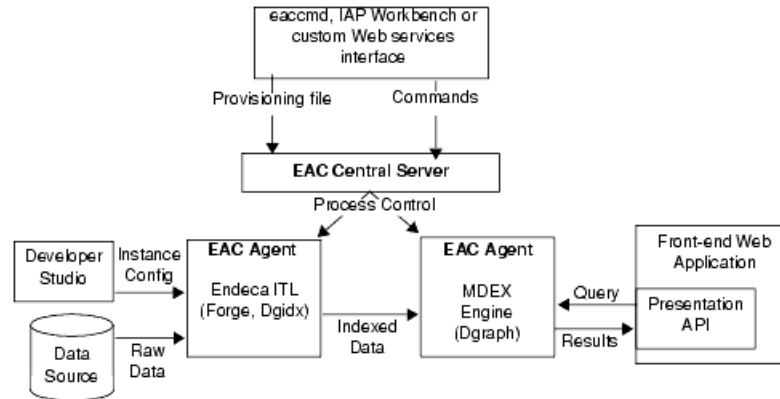 eaccmd, IAP Workbench or
custom Web services
interface
Provisioning file
Commands
EAC Central Server
Process Control
Developer
Studio
Instance
Config
EAC Agent
Endeca ITL
(Forge, Dgidx)
Data
Source
Raw
Data
Indexed
Data
EAC Agent
MDEX
Engine
(Dgraph)
Query
Results
Front-end Web
Application
Presentation
API